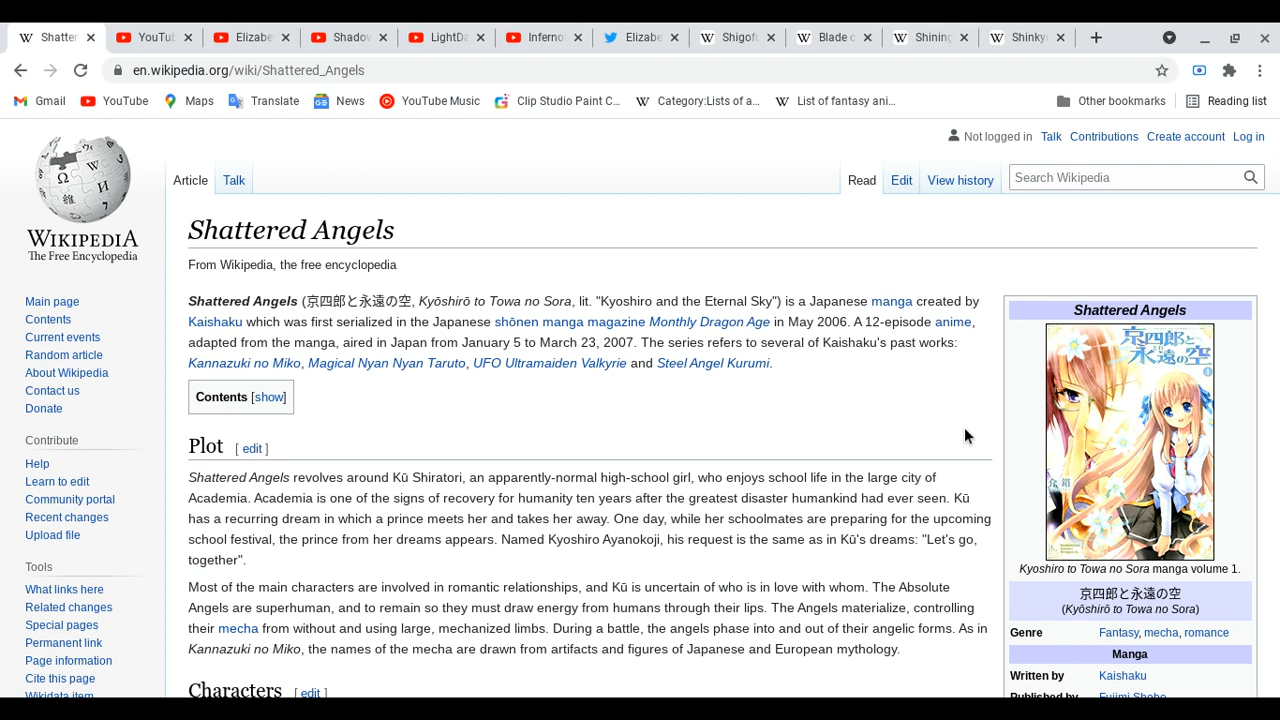 Shatter
YouTub
Elizabe
Shadow
LightDa
Inferno
Elizabe
Shigofu
Blade o
Shining
Shinkyo
en.wikipedia.org/wiki/Shattered_Angels
Gmail
YouTube
Maps
Translate
News
YouTube Music
Clip Studio Paint C...
Category:Lists of a...
List of fantasy ani...
Other bookmarks
Reading list
Not logged in Talk Contributions Create account Log in
Article Talk
Read Edit View history
Search Wikipedia
WIKIPEDIA
The Free Encyclopedia
Main page
Contents
Current events
Random article
About Wikipedia
Contact us
Donate
Contribute
Help
Learn to edit
Community portal
Recent changes
Upload file
Tools
What links here
Related changes
Special pages
Permanent link
Page information
Cite this page
Wikidata item
Shattered Angels
From Wikipedia, the free encyclopedia
Shattered Angels (京四郎と永遠の空, Kyōshirō to Towa no Sora, lit. "Kyoshiro and the Eternal Sky") is a Japanese manga created by
Kaishaku which was first serialized in the Japanese shōnen manga magazine Monthly Dragon Age in May 2006. A 12-episode anime,
adapted from the manga, aired in Japan from January 5 to March 23, 2007. The series refers to several of Kaishaku's past works:
Kannazuki no Miko, Magical Nyan Nyan Taruto, UFO Ultramaiden Valkyrie and Steel Angel Kurumi.
Contents [show]
Plot [ edit ]
Shattered Angels revolves around Kū Shiratori, an apparently-normal high-school girl, who enjoys school life in the large city of
Academia. Academia is one of the signs of recovery for humanity ten years after the greatest disaster humankind had ever seen. Kū
has a recurring dream in which a prince meets her and takes her away. One day, while her schoolmates are preparing for the upcoming
school festival, the prince from her dreams appears. Named Kyoshiro Ayanokoji, his request is the same as in Kū's dreams: "Let's go,
together".
Most of the main characters are involved in romantic relationships, and Kū is uncertain of who is in love with whom. The Absolute
Angels are superhuman, and to remain so they must draw energy from humans through their lips. The Angels materialize, controlling
their mecha from without and using large, mechanized limbs. During a battle, the angels phase into and out of their angelic forms. As in
Kannazuki no Miko, the names of the mecha are drawn from artifacts and figures of Japanese and European mythology.
Characters [ edit ]
Shattered Angels
京四郎と
永遠の空
1
介錯
Kyoshiro to Towa no Sora manga volume 1.
京四郎と永遠の空
(Kyōshirō to Towa no Sora)
Genre Fantasy, mecha, romance
Manga
Written by Kaishaku
Published by Fujimi Shobo